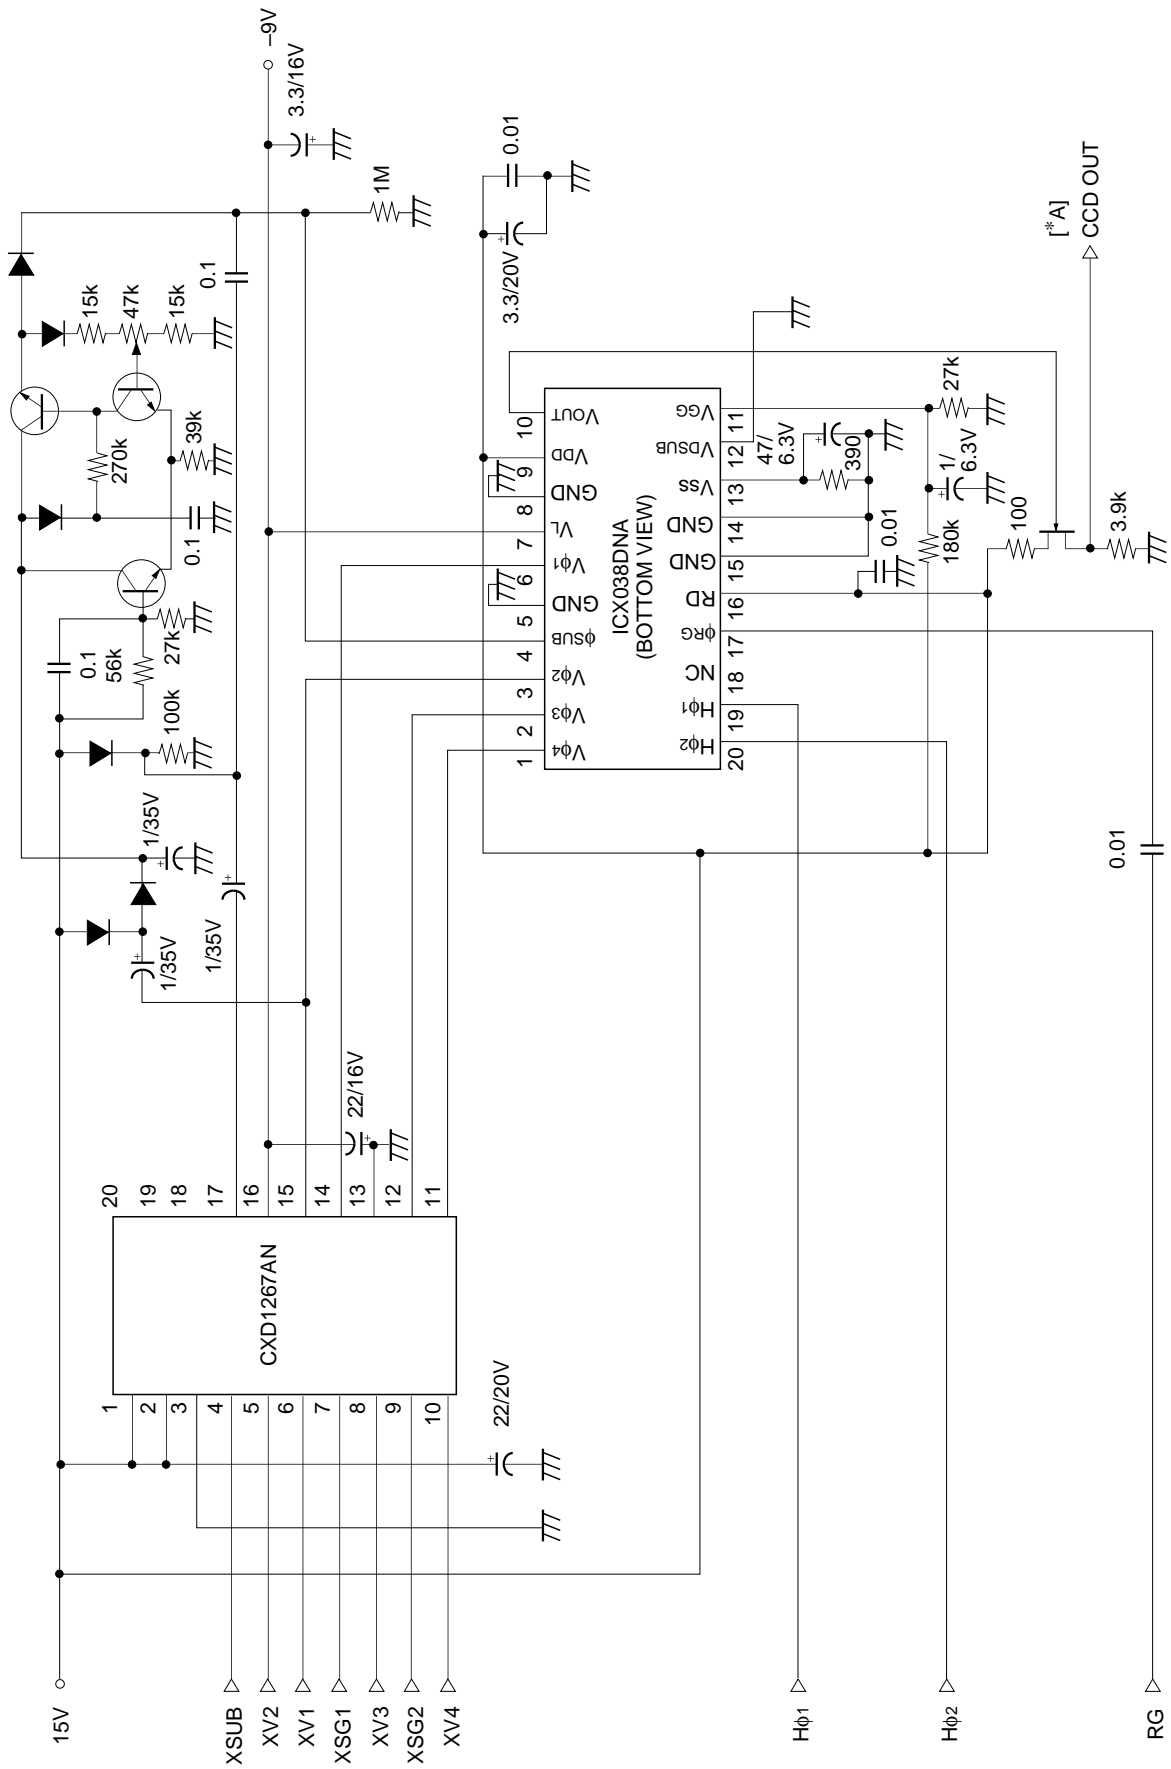 15V
XSUB
XV2
XV1
XSG1
XV3
XSG2
XV4
Hϕ1
Hϕ2
RG
22/20V
1
2
3
4
5
6
7
8
9
10
CXD1267AN
20
19
18
17
16
15
14
13
12
11
22/16V
1/35V
1/35V
1/35V
100k
56k
0.1
27k
0.1
270k
39k
15k
47k
15k
0.1
1M
3.3/16V
–9V
ICX038DNA
(BOTTOM VIEW)
1
2
3
4
5
6
7
8
9
10
Vϕ4
Vϕ3
Vϕ2
ϕSUB
GND
Vϕ1
VL
GND
VDD
VOUT
20
19
18
17
16
15
14
13
12
11
Hϕ2
Hϕ1
NC
ϕRG
RD
GND
GND
VSS
VDSUB
VGG
3.3/20V
0.01
47/
6.3V
390
0.01
180k
1/
6.3V
27k
100
3.9k
[*A]
CCD OUT
0.01